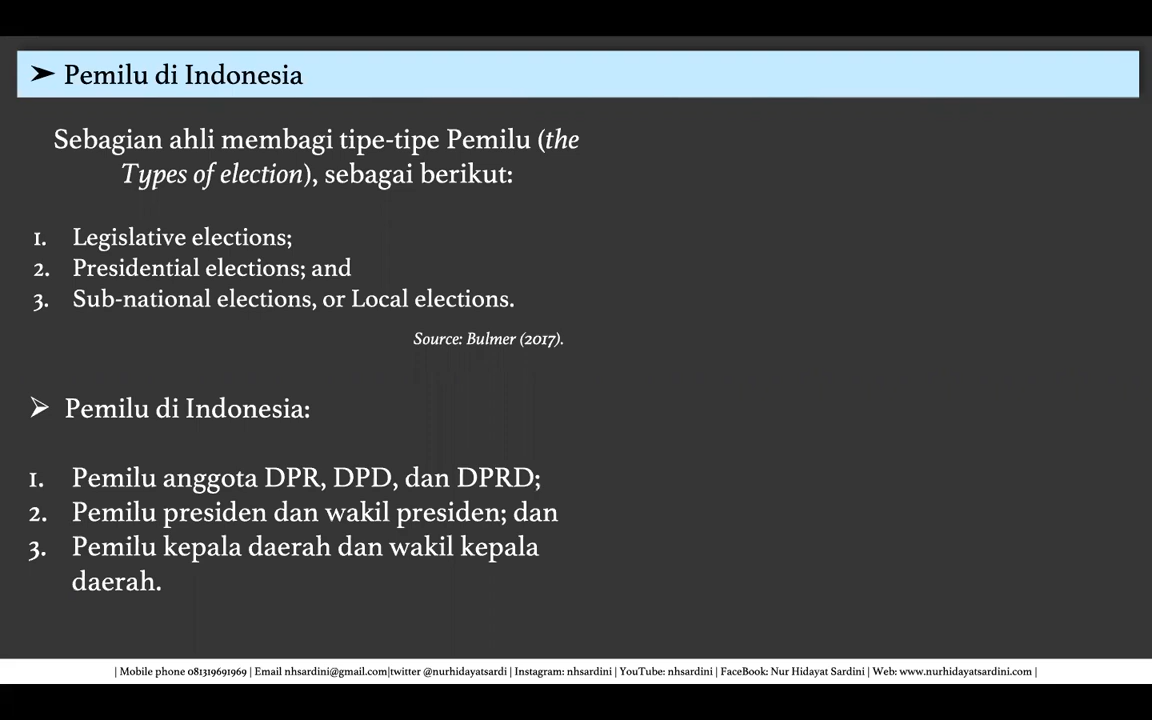 ➤ Pemilu di Indonesia
Sebagian ahli membagi tipe-tipe Pemilu (the
Types of election), sebagai berikut:
1. Legislative elections;
2. Presidential elections; and
3. Sub-national elections, or Local elections.
Source: Bulmer (2017).
➢ Pemilu di Indonesia:
1. Pemilu anggota DPR, DPD, dan DPRD;
2. Pemilu presiden dan wakil presiden; dan
3. Pemilu kepala daerah dan wakil kepala
daerah.
| Mobile phone 081319691969 | Email nhsardini@gmail.com|twitter @nurhidayatsardi | Instagram: nhsardini | YouTube: nhsardini | FaceBook: Nur Hidayat Sardini | Web: www.nurhidayatsardini.com |